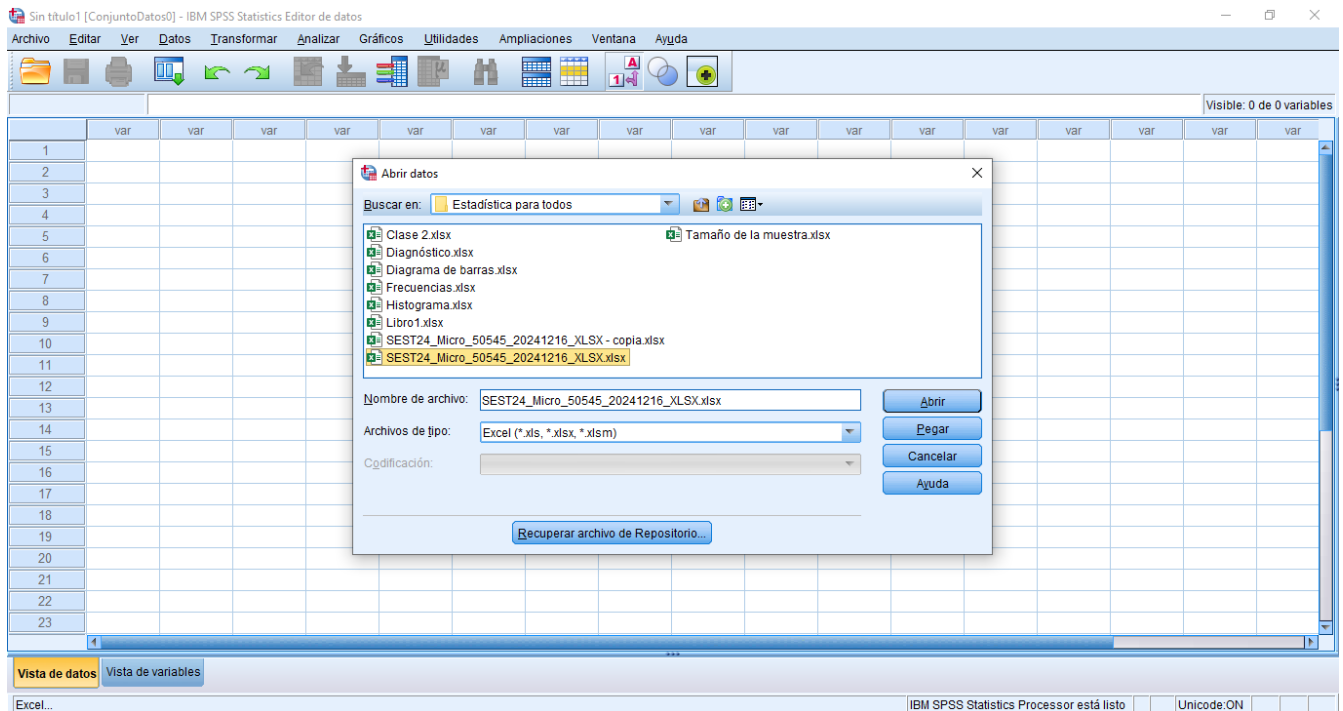 Sin título1 [ConjuntoDatos0] - IBM SPSS Statistics Editor de datos
Archivo Editar Ver Datos Transformar Analizar Gráficos Utilidades Ampliaciones Ventana Ayuda
Visible: 0 de 0 variables
var var var var var var var var var var var var var var var var var
1
2
3
4
5
6
7
8
9
10
11
12
13
14
15
16
17
18
19
20
21
22
23
Abrir datos
Buscar en: Estadística para todos
Clase 2.xlsx
Diagnóstico.xlsx
Diagrama de barras.xlsx
Frecuencias.xlsx
Histograma.xlsx
Libro1.xlsx
SEST24_Micro_50545_20241216_XLSX - copia.xlsx
SEST24_Micro_50545_20241216_XLSX.xlsx
Tamaño de la muestra.xlsx
Nombre de archivo: SEST24_Micro_50545_20241216_XLSX.xlsx
Abrir
Archivos de tipo: Excel (*.xls, *.xlsx, *.xlsm)
Pegar
Codificación:
Cancelar
Ayuda
Recuperar archivo de Repositorio...
Vista de datos Vista de variables
Excel... IBM SPSS Statistics Processor está listo Unicode:ON